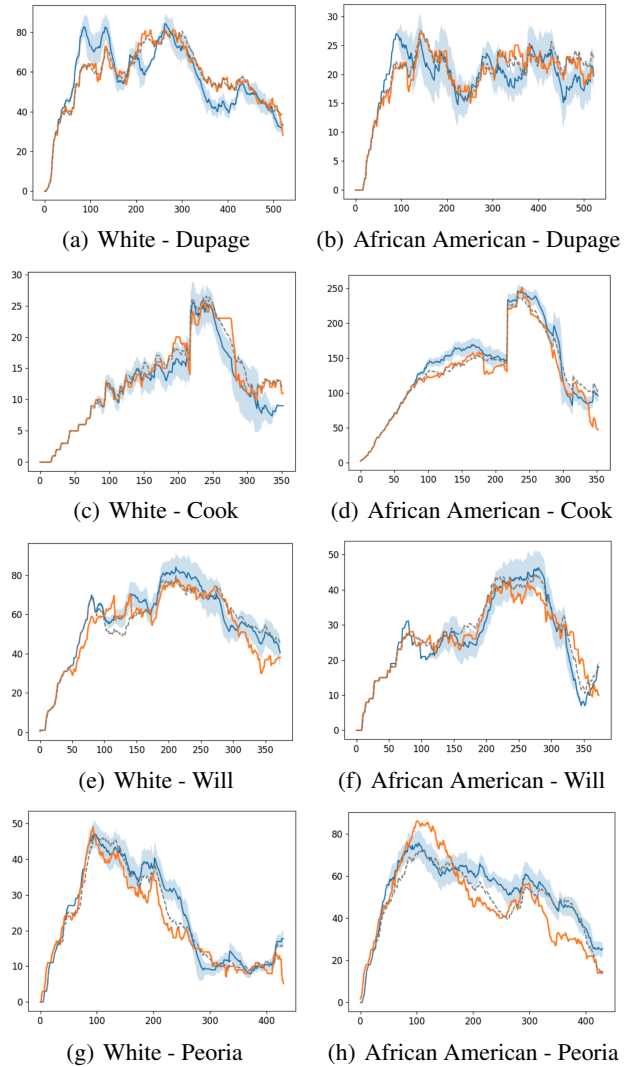 80
60
40
20
0
0 100 200 300 400 500
30
25
20
15
10
5
0
0 100 200 300 400 500
(a) White - Dupage
(b) African American - Dupage
30
25
20
15
10
5
0
0 50 100 150 200 250 300 350
250
200
150
100
50
0
0 50 100 150 200 250 300 350
(c) White - Cook
(d) African American - Cook
80
60
40
20
0
0 50 100 150 200 250 300 350
50
40
30
20
10
0
0 50 100 150 200 250 300 350
(e) White - Will
(f) African American - Will
50
40
30
20
10
0
0 100 200 300 400
80
60
40
20
0
0 100 200 300 400
(g) White - Peoria
(h) African American - Peoria